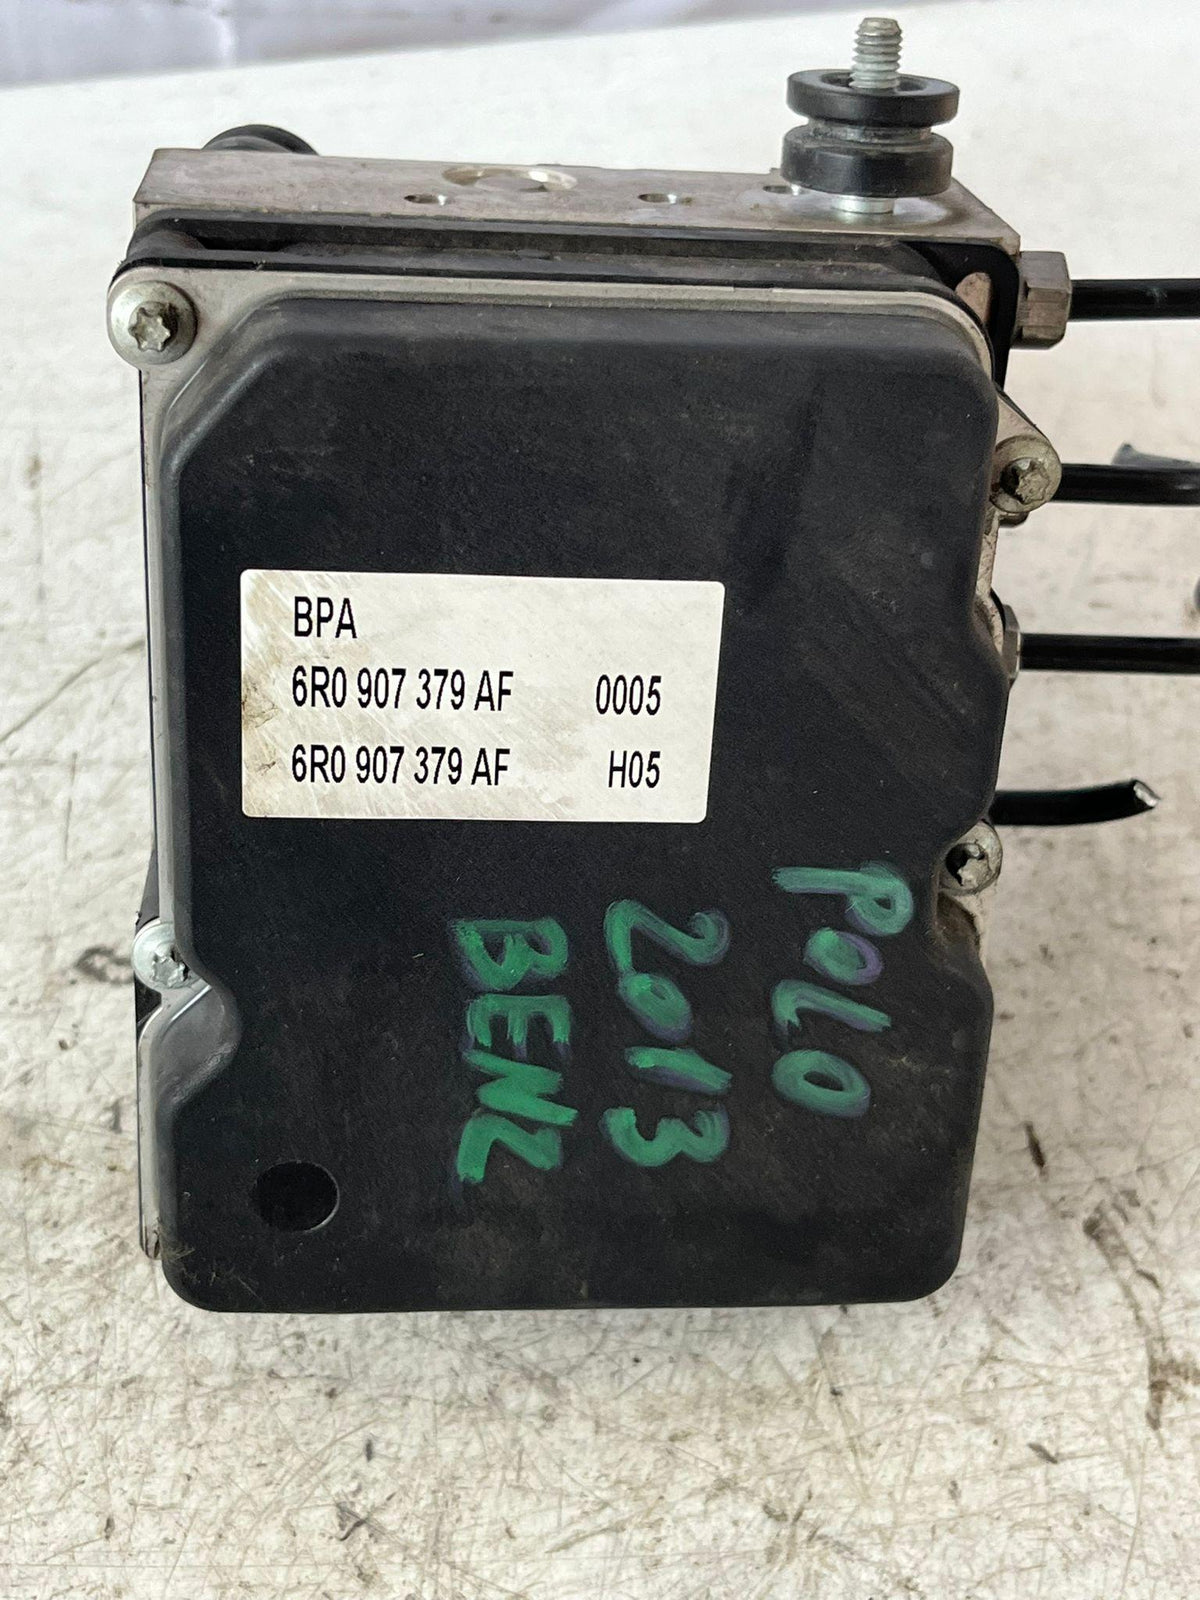 BPA
6R0 907 379 AF 0005
6R0 907 379 AF H05
POLO
2013
BENZ